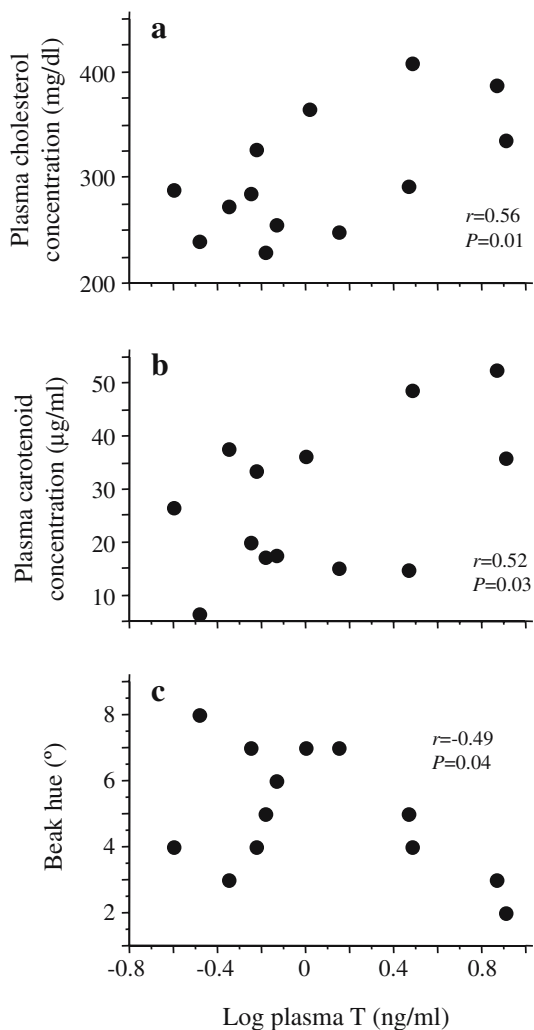 a
Plasma cholesterol
concentration (mg/dl)
400
300
200
r=0.56
P=0.01
b
Plasma carotenoid
concentration (µg/ml)
50
40
30
20
10
r=0.52
P=0.03
c
Beak hue (º)
8
6
4
2
r=-0.49
P=0.04
-0.8 -0.4 0 0.4 0.8
Log plasma T (ng/ml)